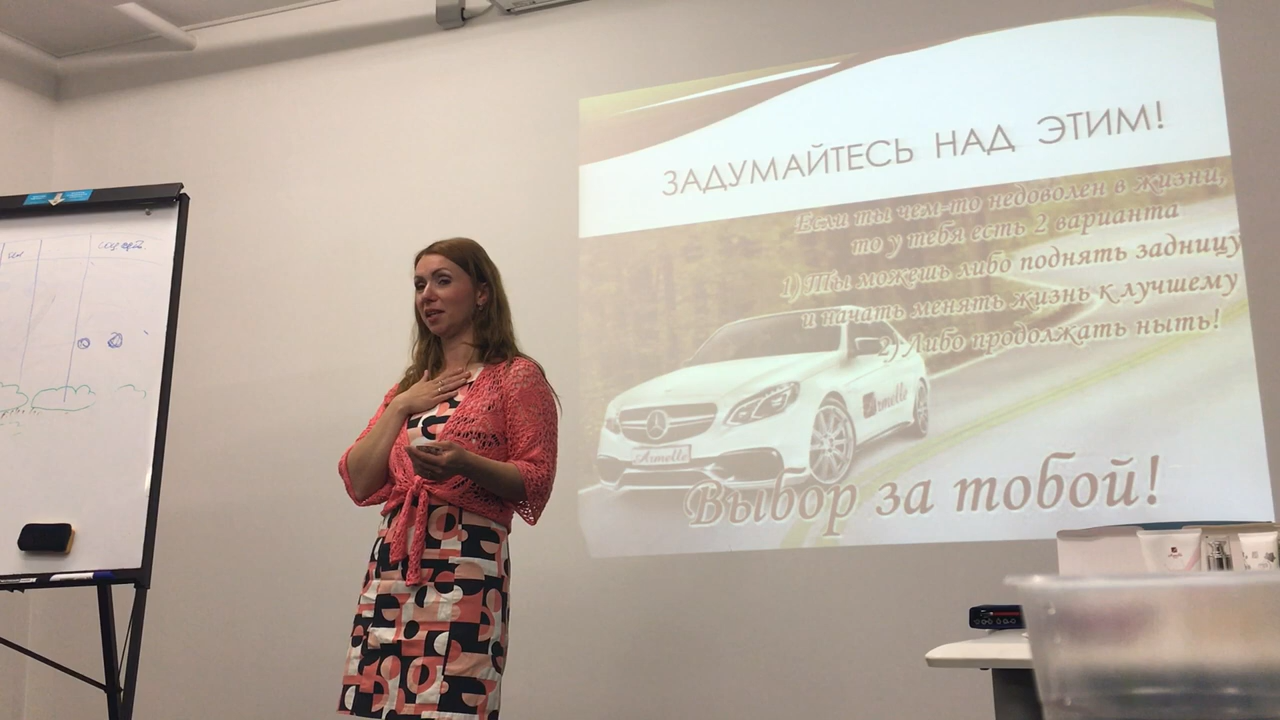 ЗАДУМАЙТЕСЬ НАД ЭТИМ!
Если ты чем-то недоволен в жизни,
то у тебя есть 2 варианта
1) Ты можешь либо поднять задницу
и начать менять жизнь к лучшему
2) Либо продолжать ныть!
Armelle
Armelle
Выбор за тобой!